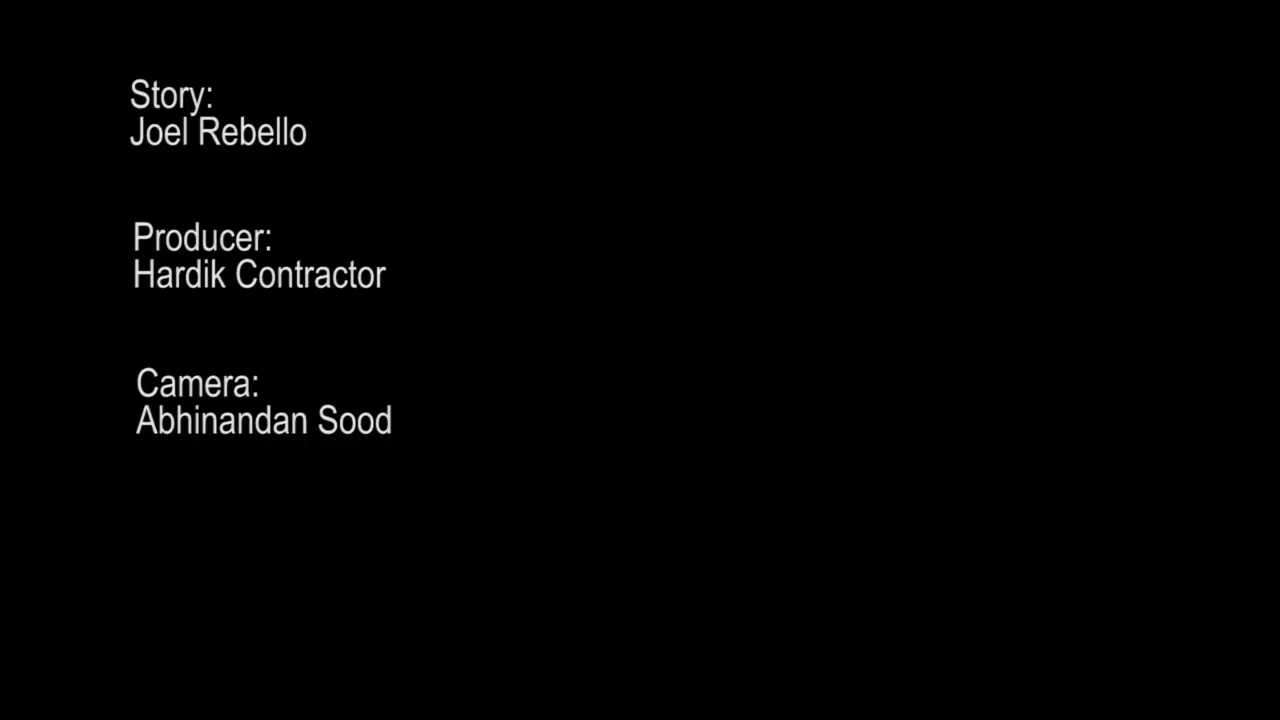 Story:
Joel Rebello
Producer:
Hardik Contractor
Camera:
Abhinandan Sood